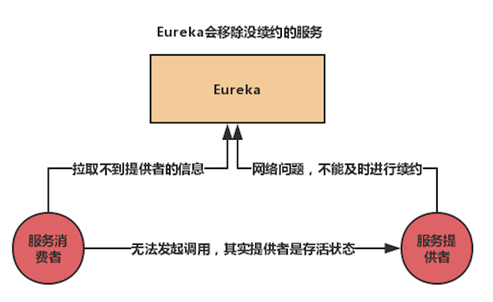 Eureka会移除没续约的服务
Eureka
拉取不到提供者的信息
网络问题，不能及时进行续约
服务消
费者
无法发起调用，其实提供者是存活状态
服务提
供者